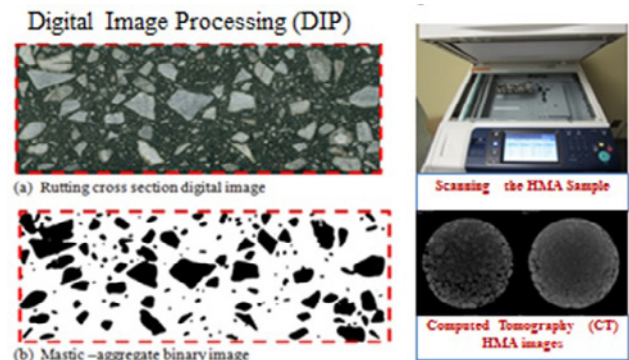 Digital Image Processing (DIP)
(a) Rutting cross section digital image
(b) Mastic –aggregate binary image
Scanning the HMA Sample
Computed Tomography (CT)
HMA images